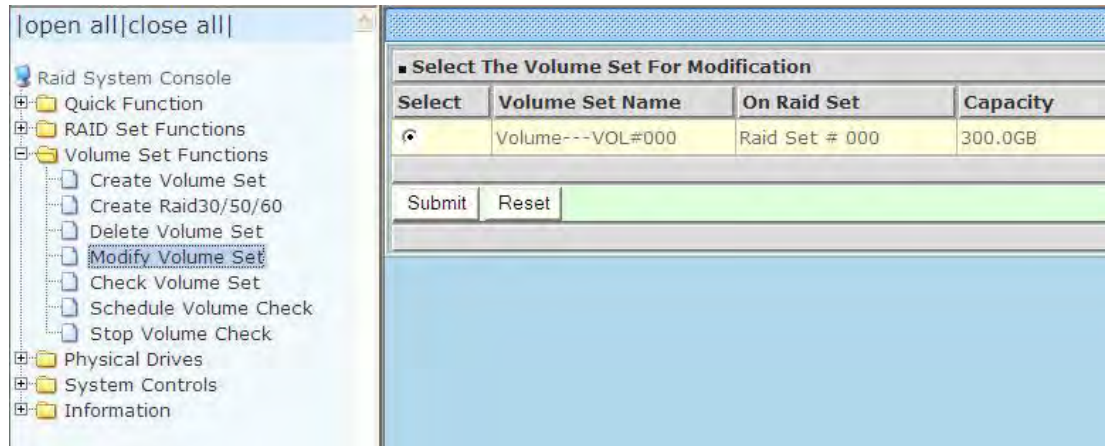 |open all|close all|
Raid System Console
Quick Function
RAID Set Functions
Volume Set Functions
Create Volume Set
Create Raid30/50/60
Delete Volume Set
Modify Volume Set
Check Volume Set
Schedule Volume Check
Stop Volume Check
Physical Drives
System Controls
Information
Select The Volume Set For Modification
Select Volume Set Name On Raid Set Capacity
Volume---VOL#000 Raid Set # 000 300.0GB
Submit Reset